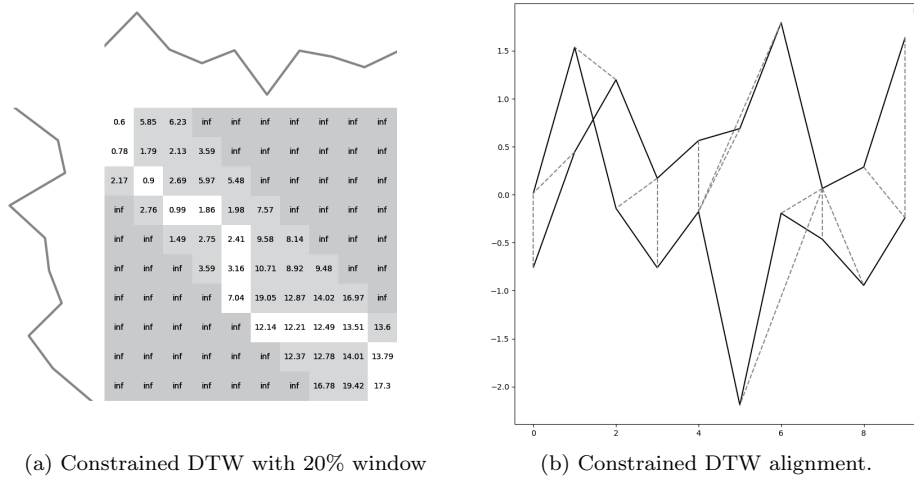 0.6 5.85 6.23 inf inf inf inf inf inf inf
0.78 1.79 2.13 3.59 inf inf inf inf inf inf
2.17 0.9 2.69 5.97 5.48 inf inf inf inf inf
inf 2.76 0.99 1.86 1.98 7.57 inf inf inf inf
inf inf 1.49 2.75 2.41 9.58 8.14 inf inf inf
inf inf inf 3.59 3.16 10.71 8.92 9.48 inf inf
inf inf inf inf 7.04 19.05 12.87 14.02 16.97 inf
inf inf inf inf inf 12.14 12.21 12.49 13.51 13.6
inf inf inf inf inf inf 12.37 12.78 14.01 13.79
inf inf inf inf inf inf inf 16.78 19.42 17.3
(a) Constrained DTW with 20% window
1.5
1.0
0.5
0.0
−0.5
−1.0
−1.5
−2.0
0 2 4 6 8
(b) Constrained DTW alignment.